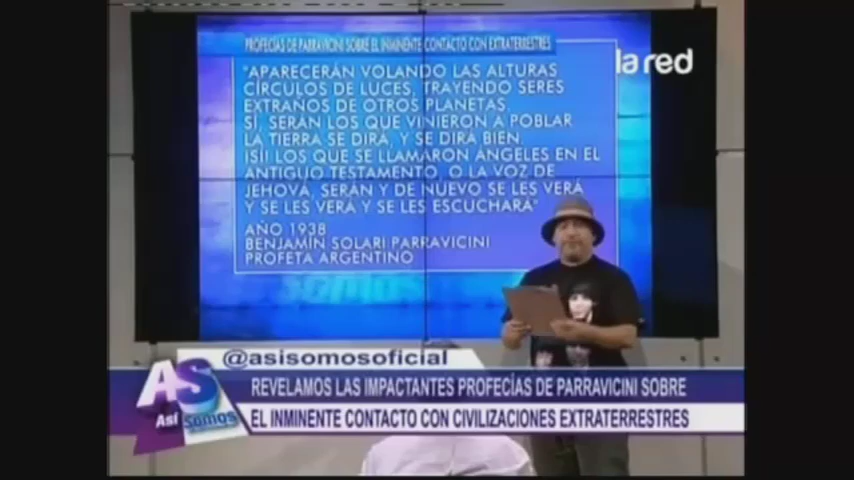 PROFECÍAS DE PARRAVICINI SOBRE EL INMINENTE CONTACTO CON EXTRATERRESTRES
la red
"APARECERÁN VOLANDO LAS ALTURAS
CÍRCULOS DE LUCES, TRAYENDO SERES
EXTRAÑOS DE OTROS PLANETAS.
SÍ, SERÁN LOS QUE VINIERON A POBLAR
LA TIERRA SE DIRÁ, Y SE DIRÁ BIEN.
¡SÍ! LOS QUE SE LLAMARON ÁNGELES EN EL
ANTIGUO TESTAMENTO, O LA VOZ DE
JEHOVÁ, SERÁN Y DE NUEVO SE LES VERÁ
Y SE LES VERÁ Y SE LES ESCUCHARÁ"
AÑO 1938
BENJAMÍN SOLARI PARRAVICINI
PROFETA ARGENTINO
somos
@asisomosoficial
AS
Así Somos
REVELAMOS LAS IMPACTANTES PROFECÍAS DE PARRAVICINI SOBRE
EL INMINENTE CONTACTO CON CIVILIZACIONES EXTRATERRESTRES